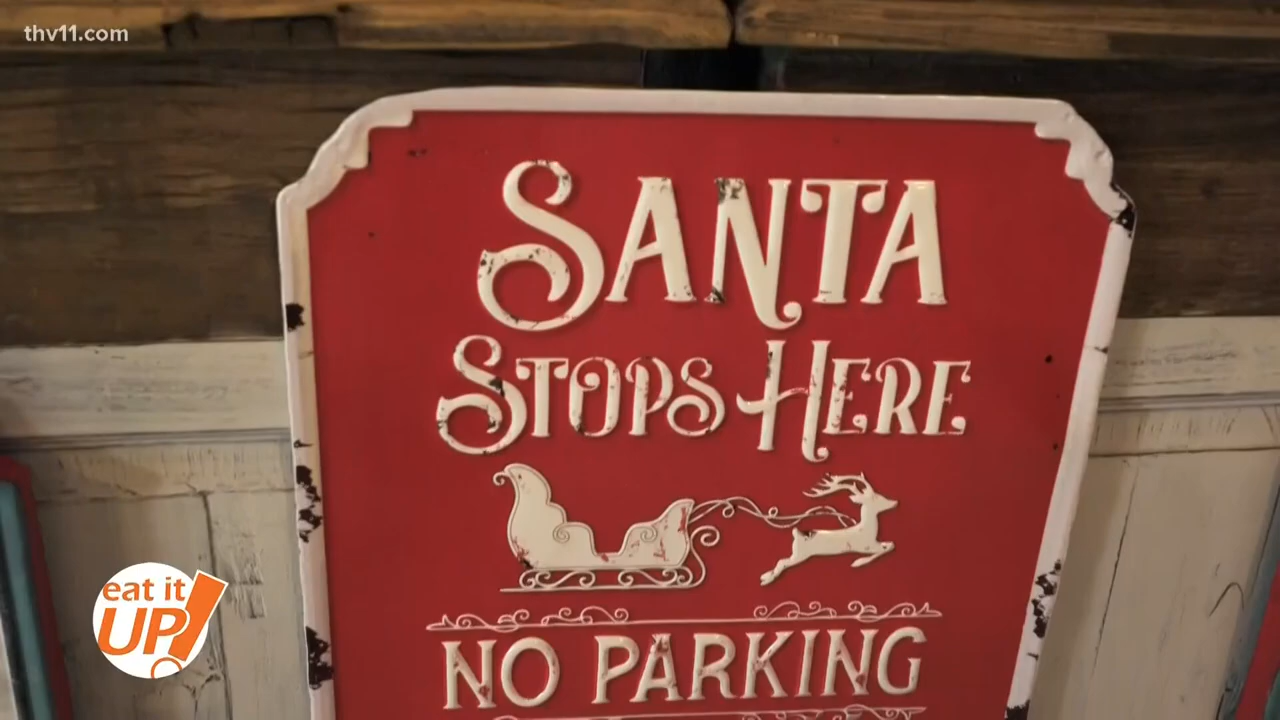 thv11.com
SANTA
STOPS HERE
NO PARKING
eat it
UP!